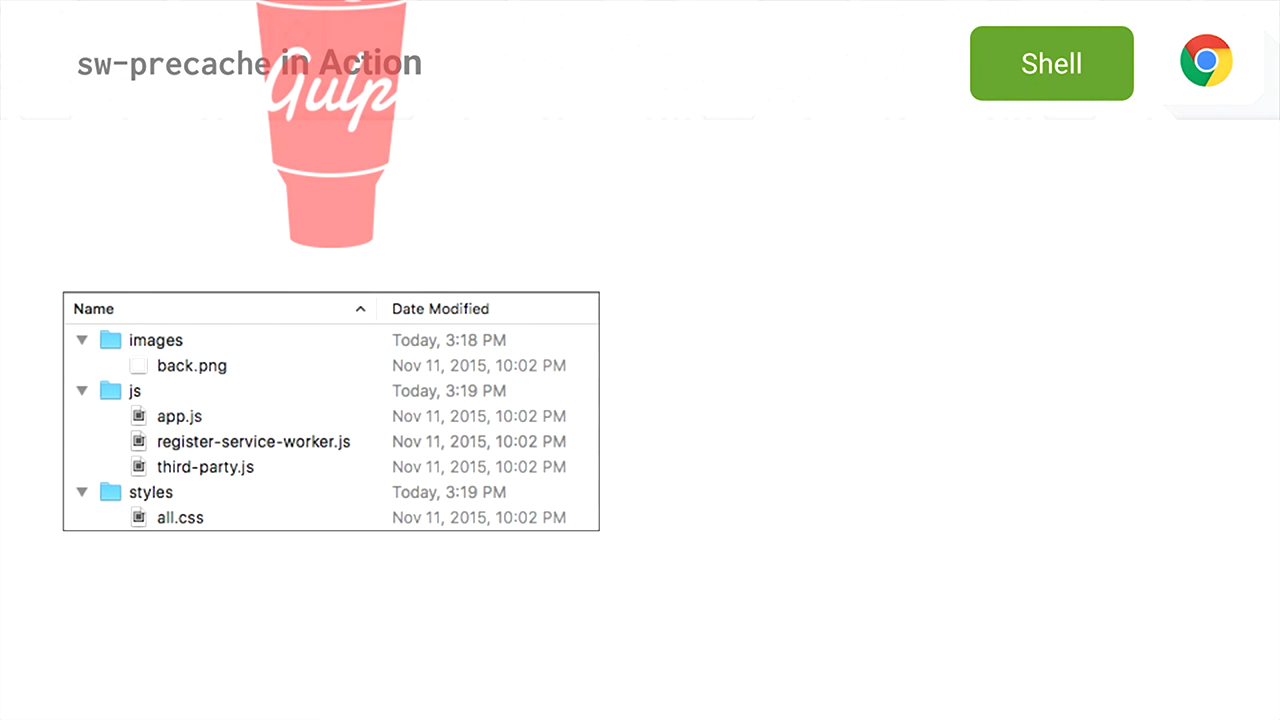 sw-precache in Action
Gulp
Shell
Name Date Modified
images Today, 3:18 PM
back.png Nov 11, 2015, 10:02 PM
js Today, 3:19 PM
app.js Nov 11, 2015, 10:02 PM
register-service-worker.js Nov 11, 2015, 10:02 PM
third-party.js Nov 11, 2015, 10:02 PM
styles Today, 3:19 PM
all.css Nov 11, 2015, 10:02 PM